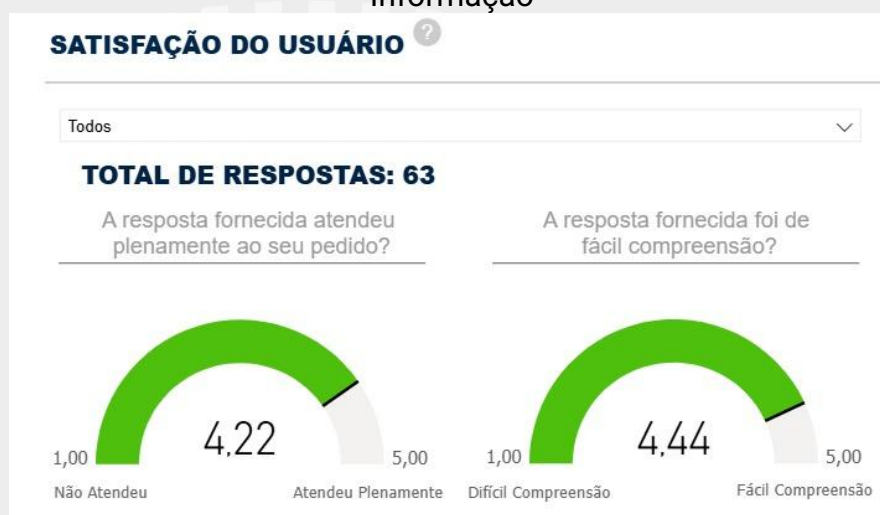 informação
SATISFAÇÃO DO USUÁRIO ?
Todos
TOTAL DE RESPOSTAS: 63
A resposta fornecida atendeu
plenamente ao seu pedido?
4,22
1,00
5,00
Não Atendeu
Atendeu Plenamente
A resposta fornecida foi de
fácil compreensão?
4,44
1,00
5,00
Difícil Compreensão
Fácil Compreensão